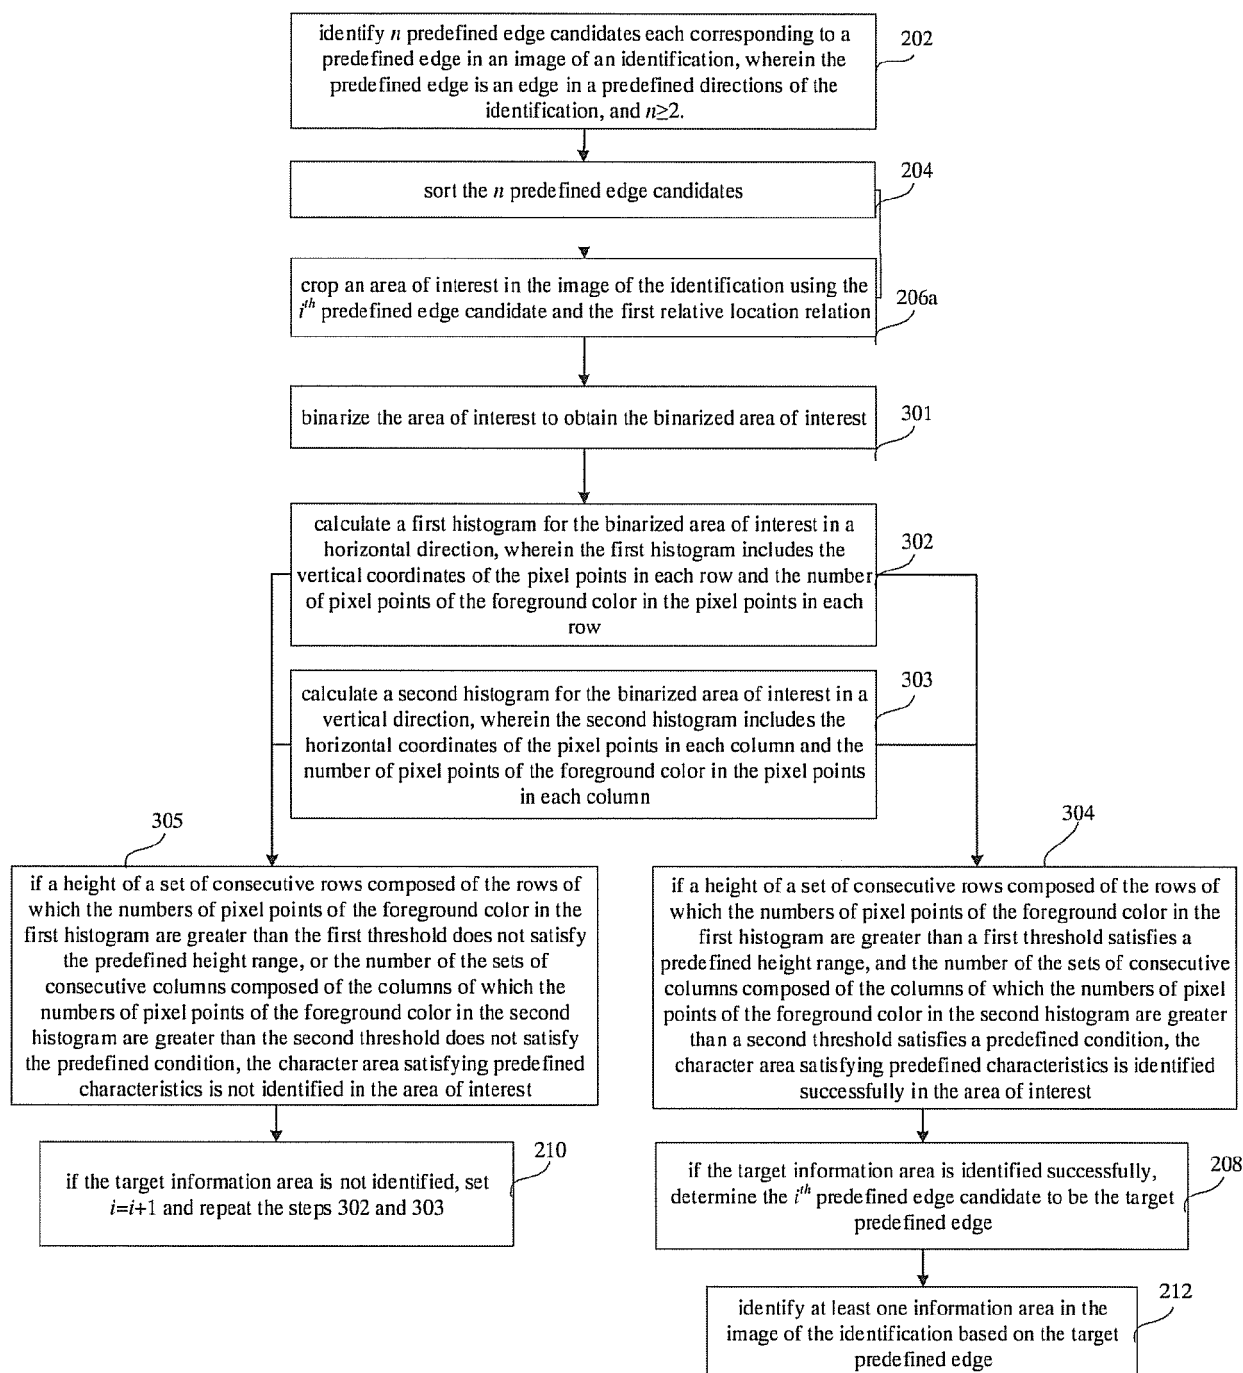 identify n predefined edge candidates each corresponding to a
predefined edge in an image of an identification, wherein the
predefined edge is an edge in a predefined directions of the
identification, and n≥2.
202
sort the n predefined edge candidates
204
crop an area of interest in the image of the identification using the
i^th predefined edge candidate and the first relative location relation
206a
binarize the area of interest to obtain the binarized area of interest
301
calculate a first histogram for the binarized area of interest in a
horizontal direction, wherein the first histogram includes the
vertical coordinates of the pixel points in each row and the number
of pixel points of the foreground color in the pixel points in each
row
302
calculate a second histogram for the binarized area of interest in a
vertical direction, wherein the second histogram includes the
horizontal coordinates of the pixel points in each column and the
number of pixel points of the foreground color in the pixel points
in each column
303
305
if a height of a set of consecutive rows composed of the rows of
which the numbers of pixel points of the foreground color in the
first histogram are greater than the first threshold does not satisfy
the predefined height range, or the number of the sets of
consecutive columns composed of the columns of which the
numbers of pixel points of the foreground color in the second
histogram are greater than the second threshold does not satisfy
the predefined condition, the character area satisfying predefined
characteristics is not identified in the area of interest
304
if a height of a set of consecutive rows composed of the rows of
which the numbers of pixel points of the foreground color in the
first histogram are greater than a first threshold satisfies a
predefined height range, and the number of the sets of consecutive
columns composed of the columns of which the numbers of pixel
points of the foreground color in the second histogram are greater
than a second threshold satisfies a predefined condition, the
character area satisfying predefined characteristics is identified
successfully in the area of interest
210
if the target information area is not identified, set
i=i+1 and repeat the steps 302 and 303
if the target information area is identified successfully,
determine the i^th predefined edge candidate to be the target
predefined edge
208
identify at least one information area in the
image of the identification based on the target
predefined edge
212